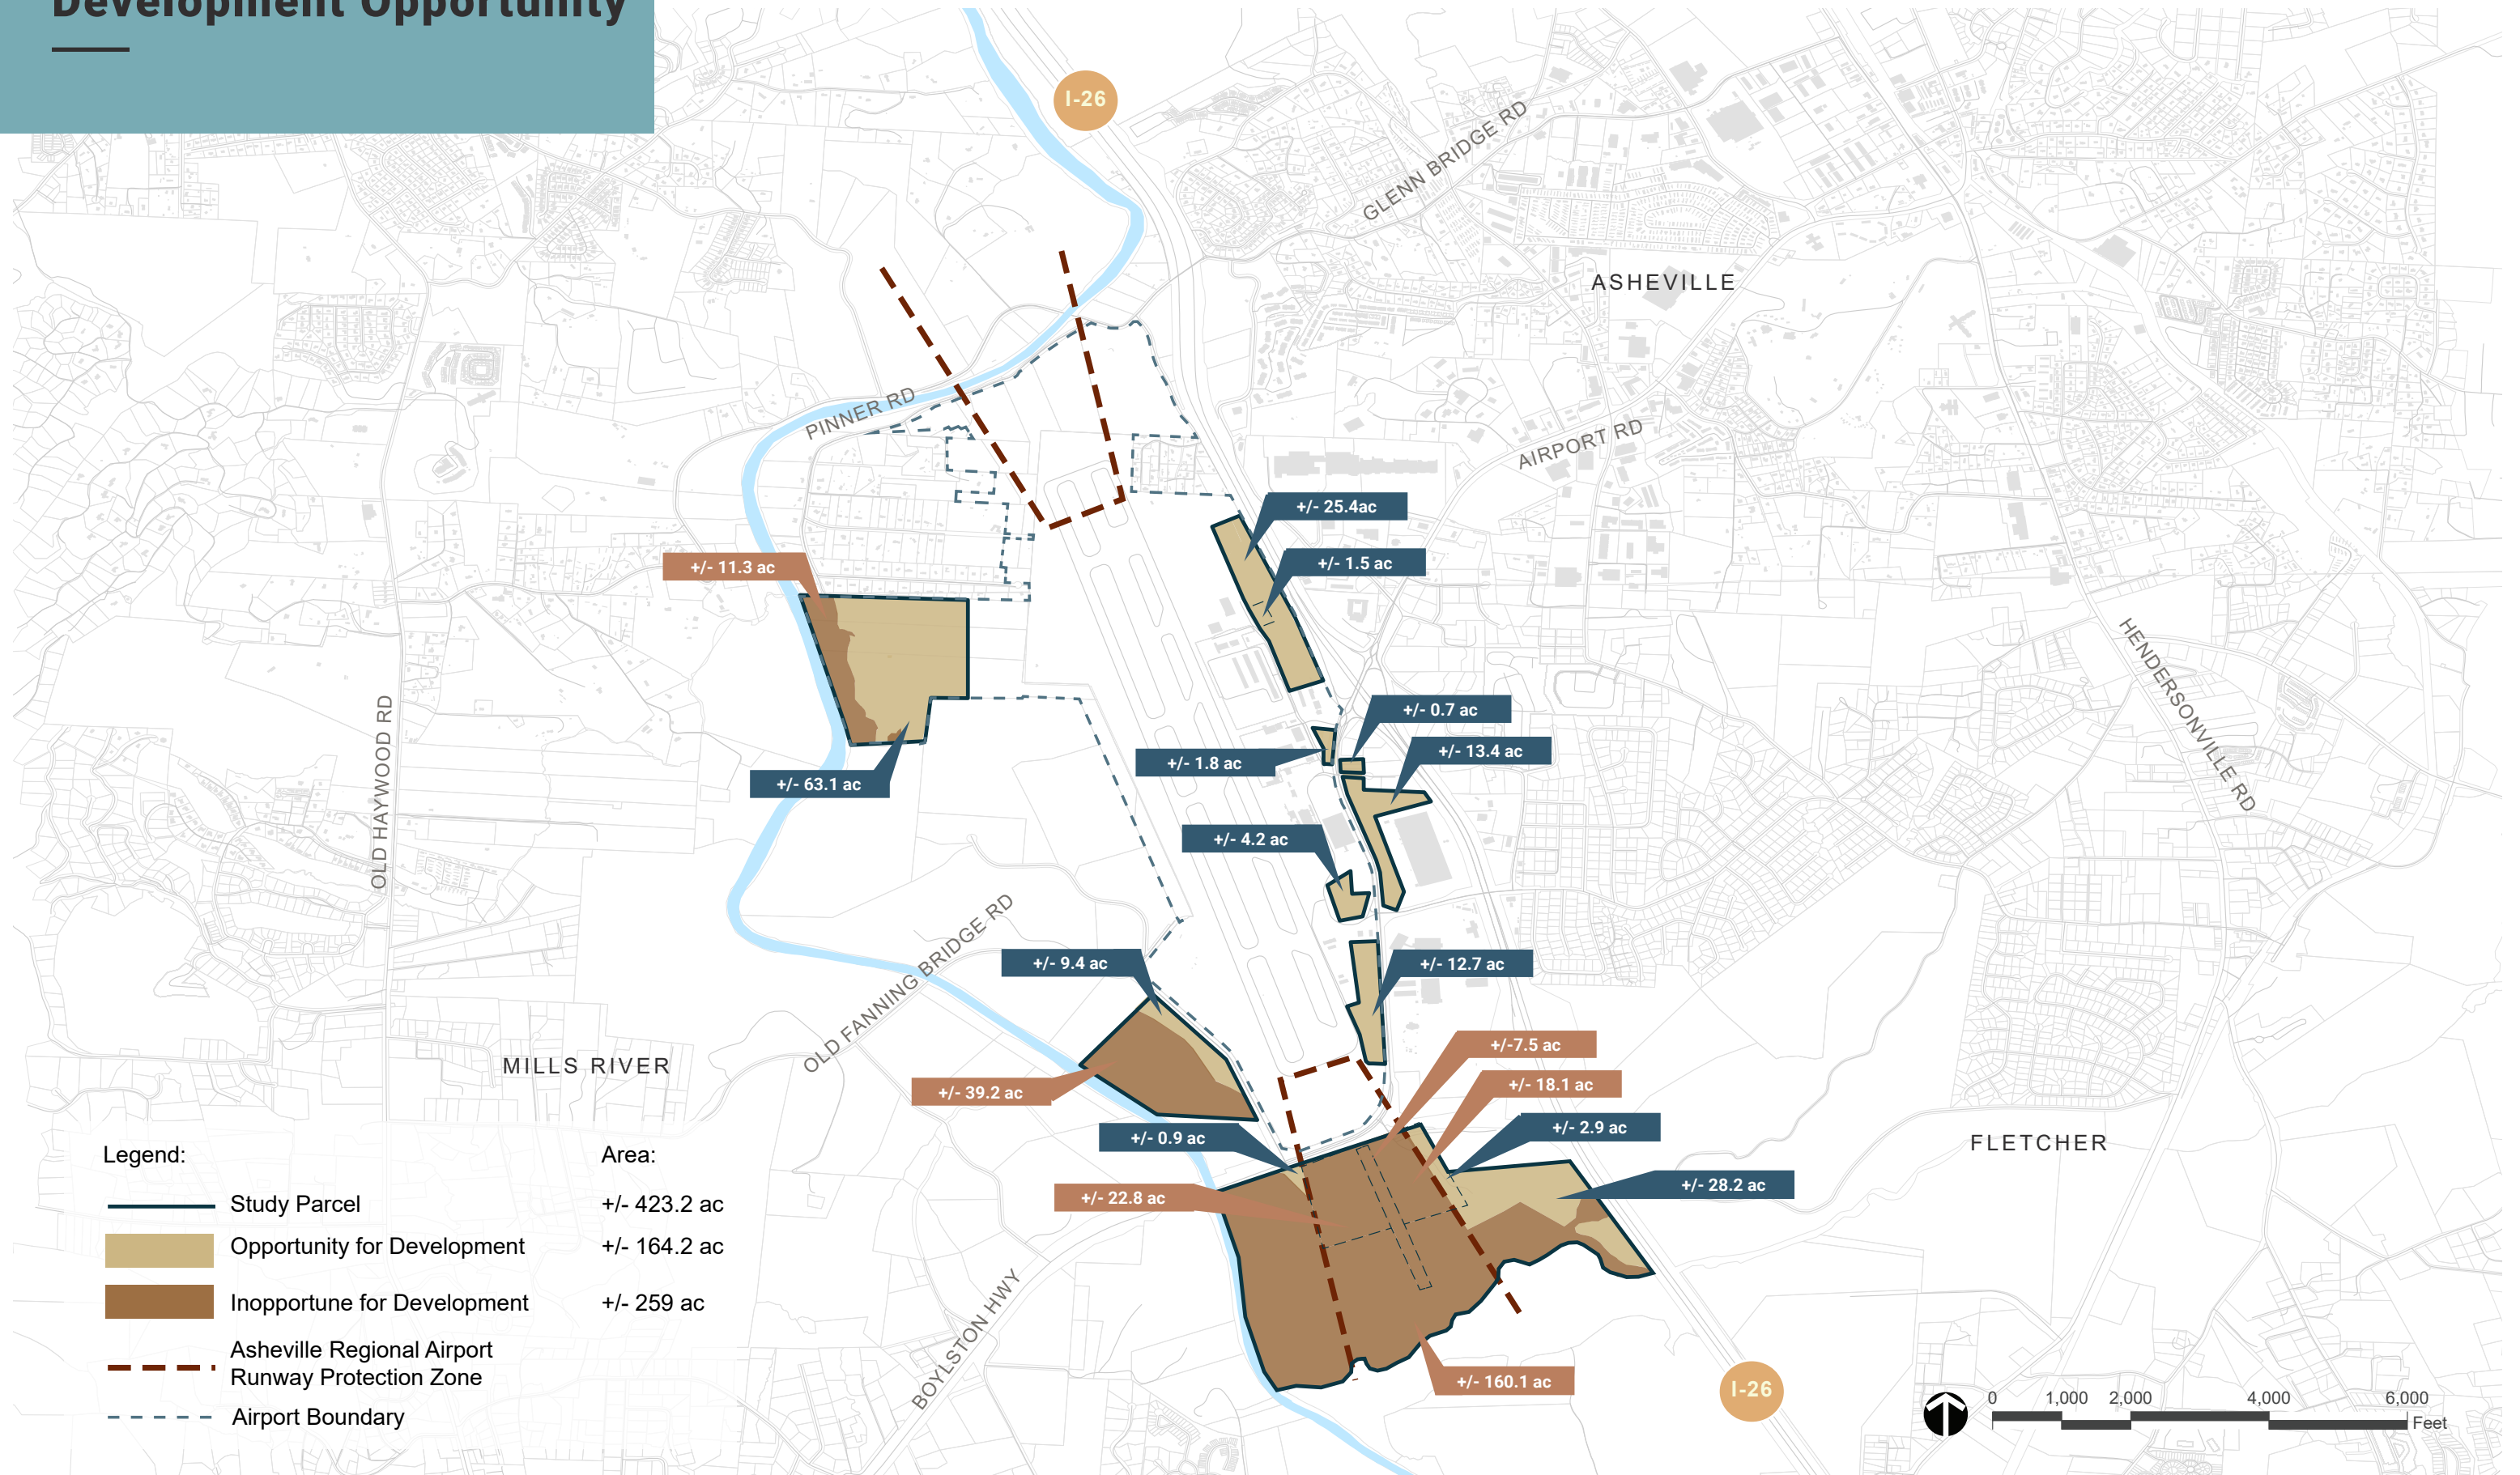 Development Opportunity
I-26
GLENN BRIDGE RD
ASHEVILLE
PINER RD
AIRPORT RD
+/- 25.4ac
+/- 1.5 ac
+/- 11.3 ac
HENDERSONVILLE RD
+/- 0.7 ac
+/- 13.4 ac
+/- 1.8 ac
+/- 63.1 ac
OLD HAYWOOD RD
+/- 4.2 ac
+/- 9.4 ac
+/- 12.7 ac
OLD FANNING BRIDGE RD
MILLS RIVER
+/-7.5 ac
+/- 18.1 ac
+/- 39.2 ac
+/- 2.9 ac
+/- 0.9 ac
FLETCHER
+/- 28.2 ac
+/- 22.8 ac
BOYLSTON HWY
+/- 160.1 ac
I-26
Legend: Area:
Study Parcel +/- 423.2 ac
Opportunity for Development +/- 164.2 ac
Inopportune for Development +/- 259 ac
Asheville Regional Airport
Runway Protection Zone
Airport Boundary
0 1,000 2,000 4,000 6,000
Feet